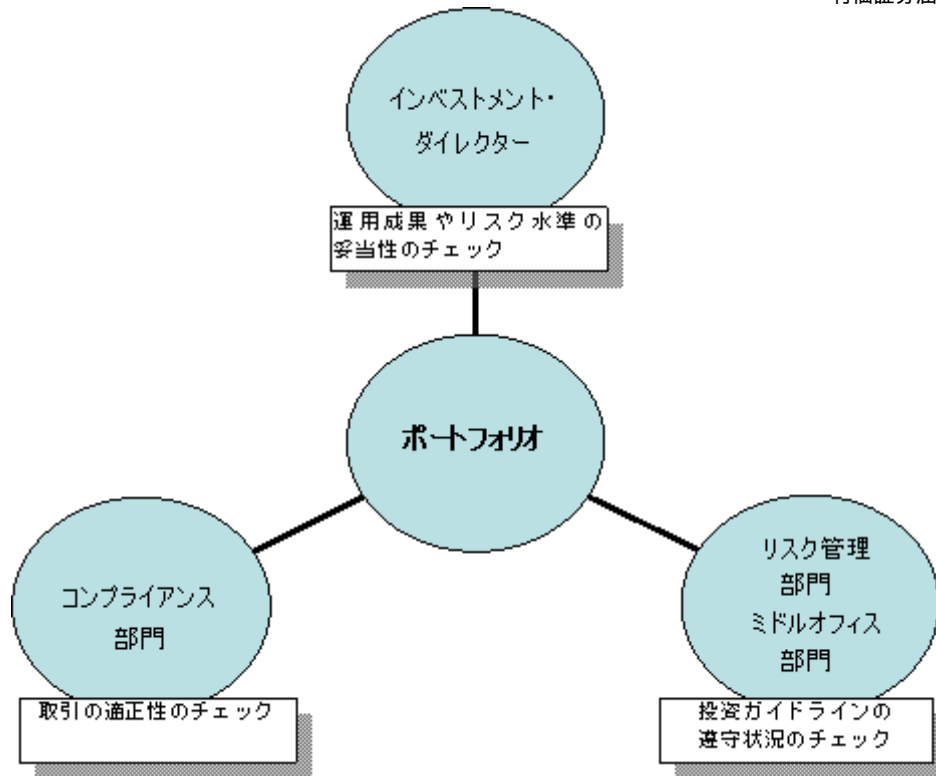 インベストメント・
ダイレクター
運用成果やリスク水準の
妥当性のチェック
ポートフォリオ
コンプライアンス
部門
取引の適正性のチェック
リスク管理
部門
ミドルオフィス
部門
投資ガイドラインの
遵守状況のチェック